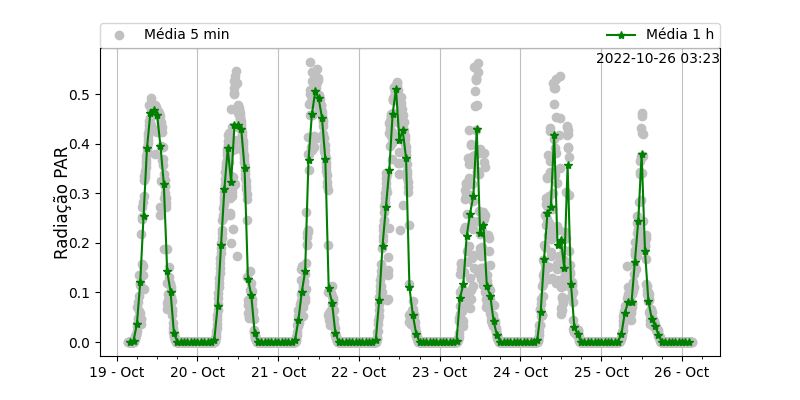 Média 5 min
Média 1 h
2022-10-26 03:23
Radiação PAR
0.5
0.4
0.3
0.2
0.1
0.0
19 - Oct
20 - Oct
21 - Oct
22 - Oct
23 - Oct
24 - Oct
25 - Oct
26 - Oct